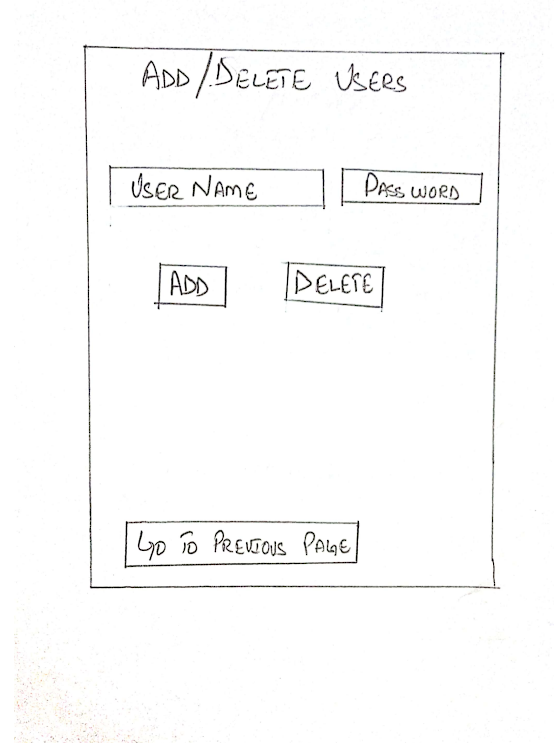 ADD/DELETE USERS
USER NAME PASSWORD
ADD DELETE
GO TO PREVIOUS PAGE